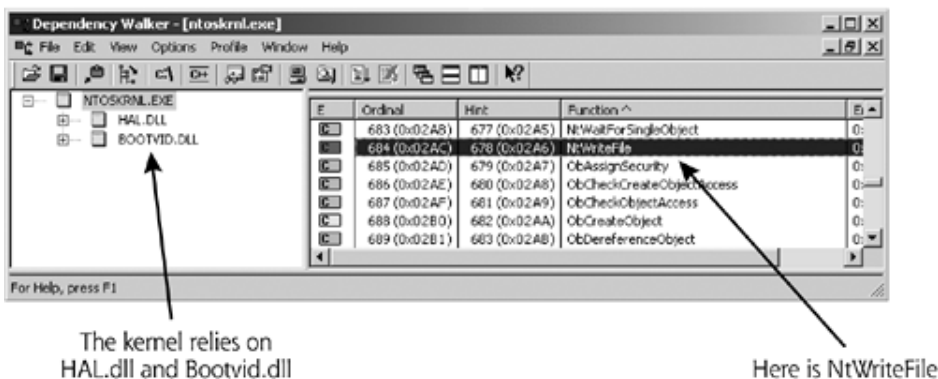 Dependency Walker - [ntoskrnl.exe]
File Edit View Options Profile Window Help
NTOSKRNL.EXE
HAL.DLL
BOOTVID.DLL
E Ordinal Hint Function ^
683 (0x02AB) 677 (0x02A5) NtWaitForSingleObject
684 (0x02AC) 678 (0x02A6) NtWriteFile
685 (0x02AD) 679 (0x02A7) ObAssignSecurity
686 (0x02AE) 680 (0x02A8) ObCheckCreateObjectAccess
687 (0x02AF) 681 (0x02A9) ObCheckObjectAccess
688 (0x02B0) 682 (0x02AA) ObCreateObject
689 (0x02B1) 683 (0x02AB) ObDereferenceObject
For Help, press F1
The kernel relies on
HAL.dll and Bootvid.dll
Here is NtWriteFile